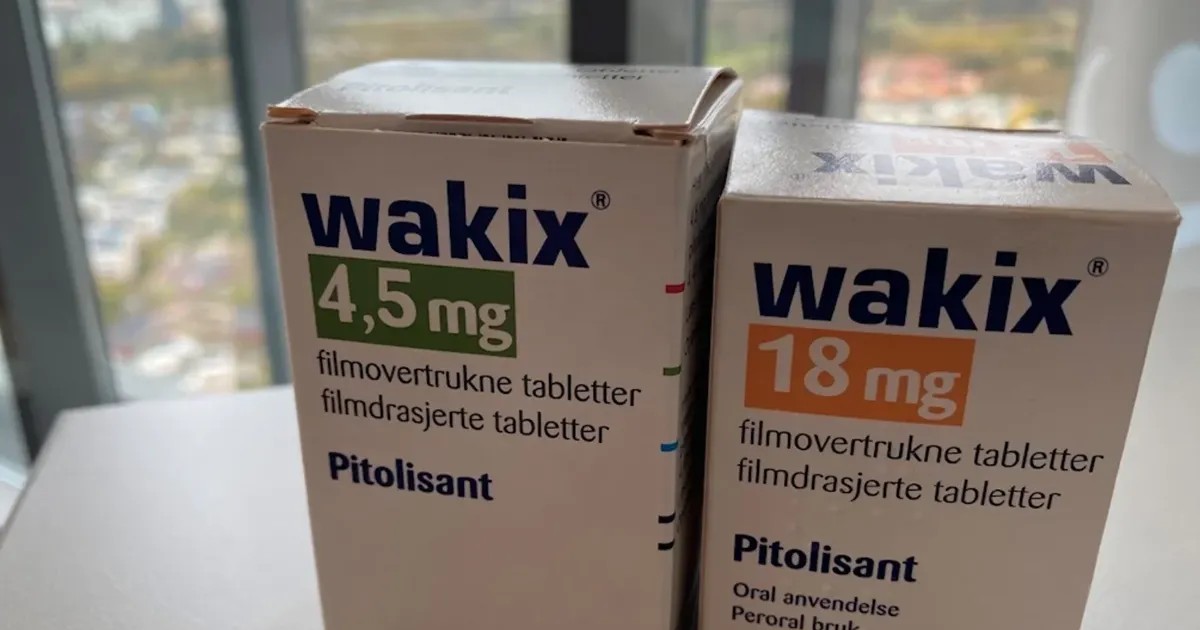 wakix®
4,5 mg
filmovertrukne tabletter
filmdrasjerte tabletter
Pitolisant
wakix
wakix®
18 mg
filmovertrukne tabletter
filmdrasjerte tabletter
Pitolisant
Oral anvendelse
Peroral bruk